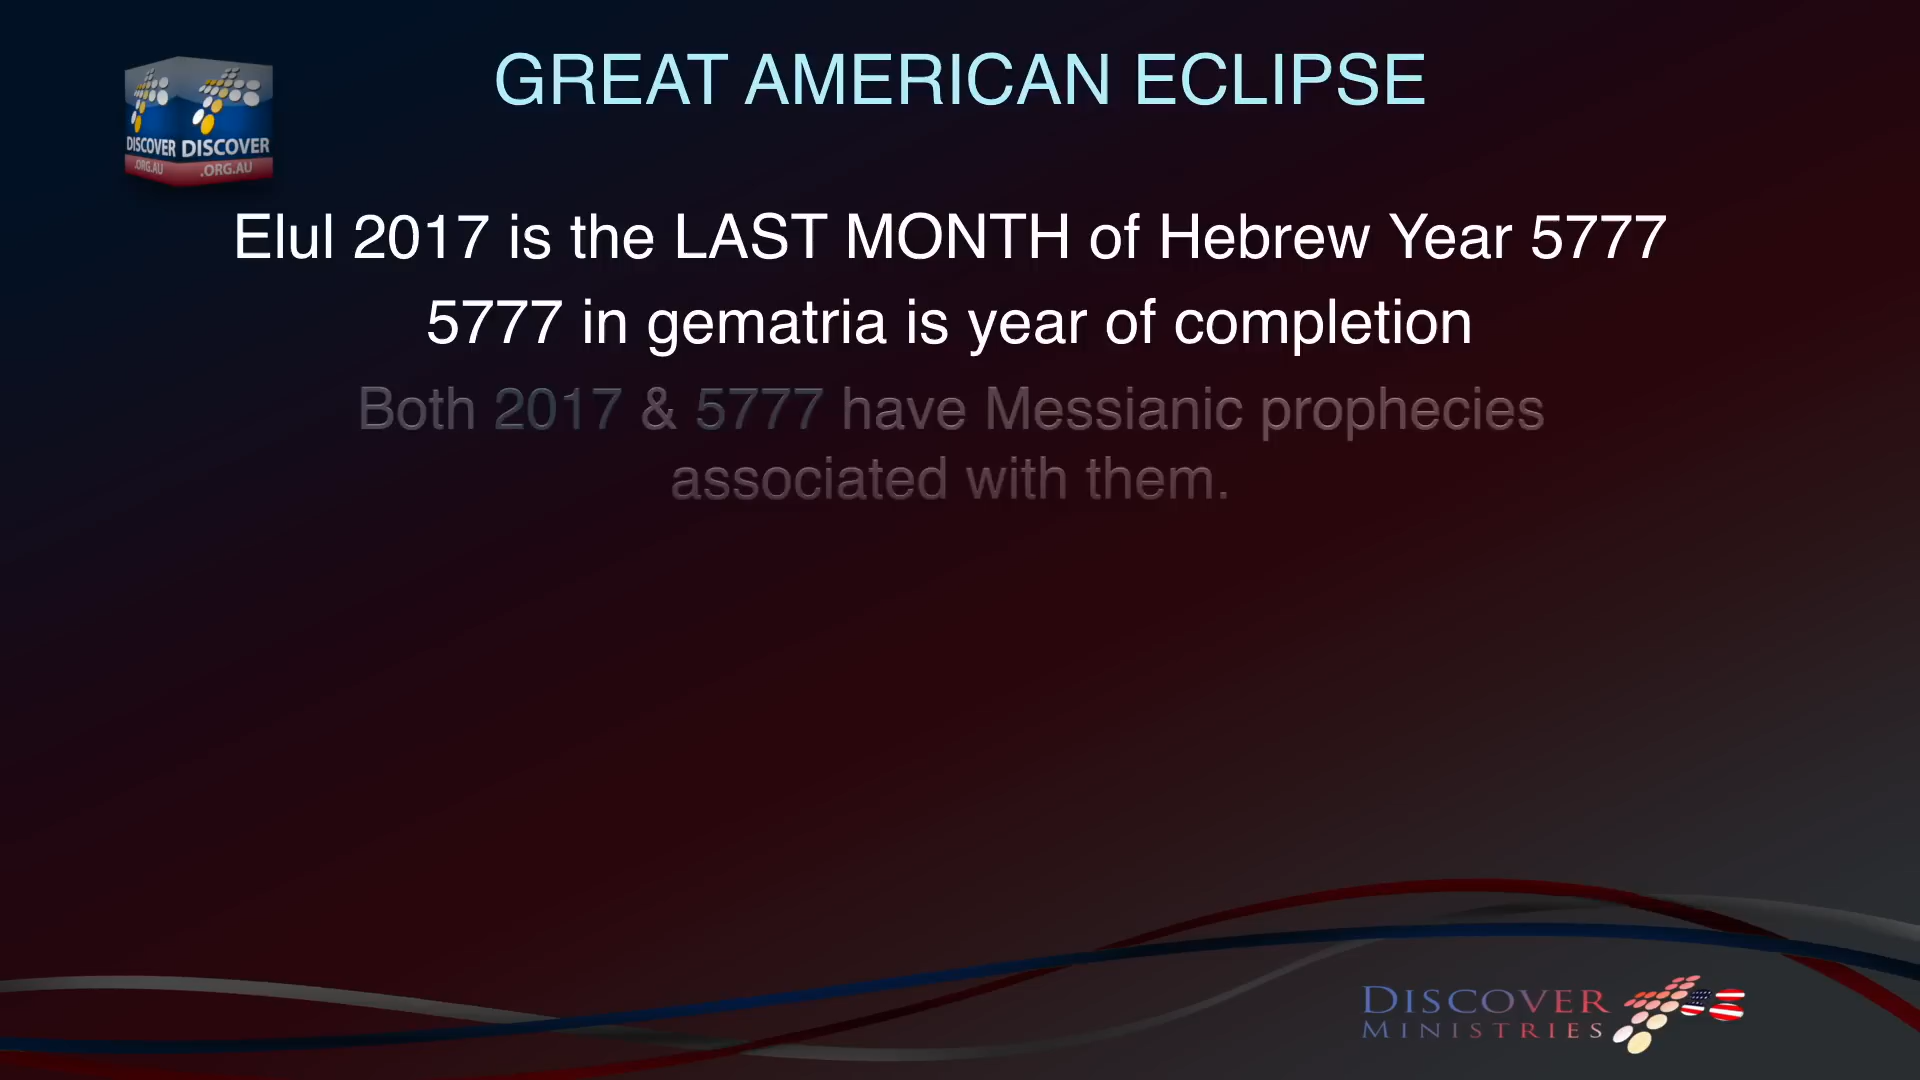 GREAT AMERICAN ECLIPSE
DISCOVER DISCOVER
.ORG.AU .ORG.AU
Elul 2017 is the LAST MONTH of Hebrew Year 5777
5777 in gematria is year of completion
Both 2017 & 5777 have Messianic prophecies
associated with them.
DISCOVER
MINISTRIES